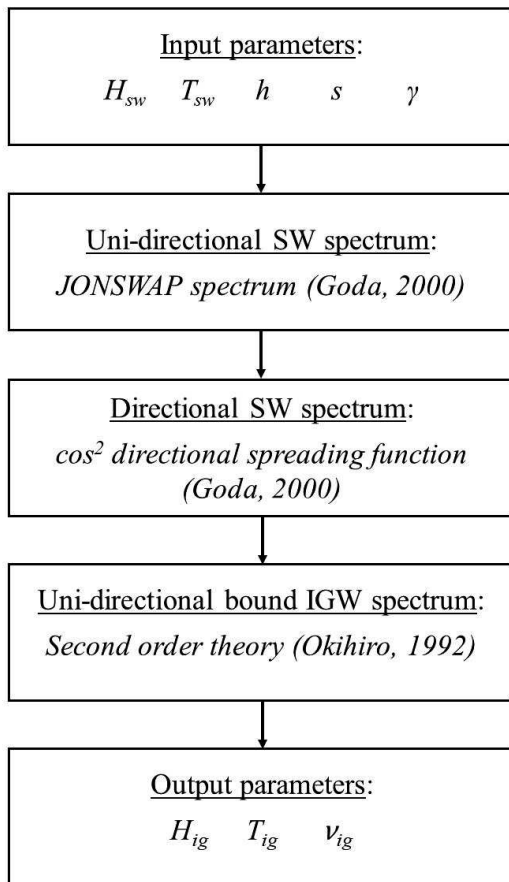 Input parameters:
H_sw T_sw h s γ
Uni-directional SW spectrum:
JONSWAP spectrum (Goda, 2000)
Directional SW spectrum:
cos² directional spreading function
(Goda, 2000)
Uni-directional bound IGW spectrum:
Second order theory (Okihiro, 1992)
Output parameters:
H_ig T_ig ν_ig